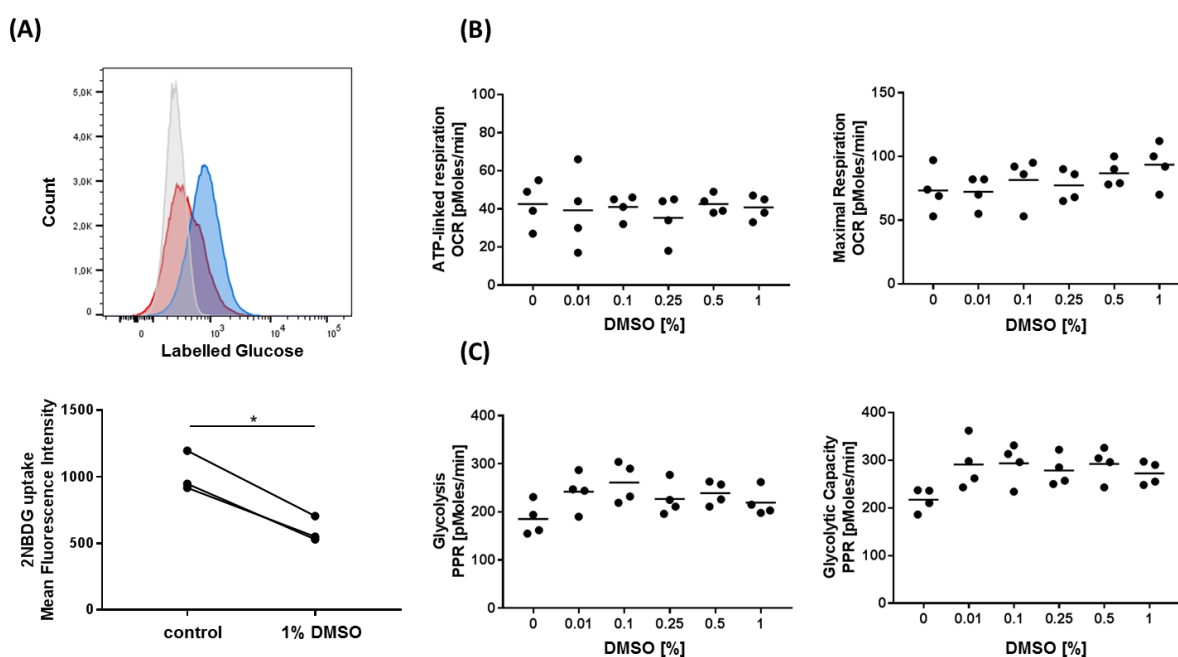 (A)
Count
5,0K
4,0K
3,0K
2,0K
1,0K
0
0
10³
10⁴
10⁵
Labelled Glucose
2NBDG uptake
Mean Fluorescence Intensity
1500
1000
500
0
*
control
1% DMSO
(B)
ATP-linked respiration
OCR [pMoles/min]
100
80
60
40
20
0
0 0.01 0.1 0.25 0.5 1
DMSO [%]
Maximal Respiration
OCR [pMoles/min]
150
100
50
0
0 0.01 0.1 0.25 0.5 1
DMSO [%]
(C)
Glycolysis
PPR [pMoles/min]
400
300
200
100
0
0 0.01 0.1 0.25 0.5 1
DMSO [%]
Glycolytic Capacity
PPR [pMoles/min]
400
300
200
100
0
0 0.01 0.1 0.25 0.5 1
DMSO [%]